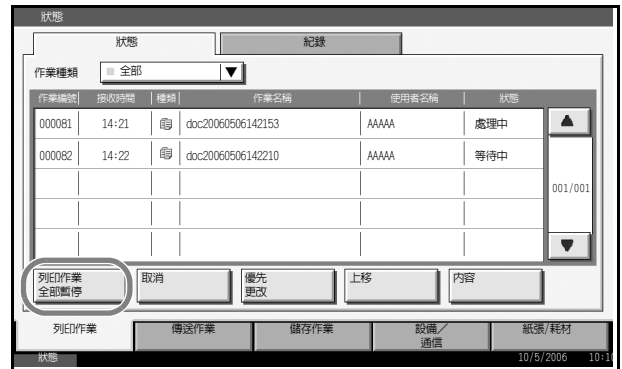 狀態
狀態 紀錄
作業種類 全部
作業編號 接收時間 種類 作業名稱 使用者名稱 狀態
000081 14:21 doc20060506142153 AAAAA 處理中
000082 14:22 doc20060506142210 AAAAA 等待中
001/001
列印作業 取消 優先 上移 內容
全部暫停 更改
列印作業 傳送作業 儲存作業 設備／ 紙張/耗材
通信
狀態 10/5/2006 10:10